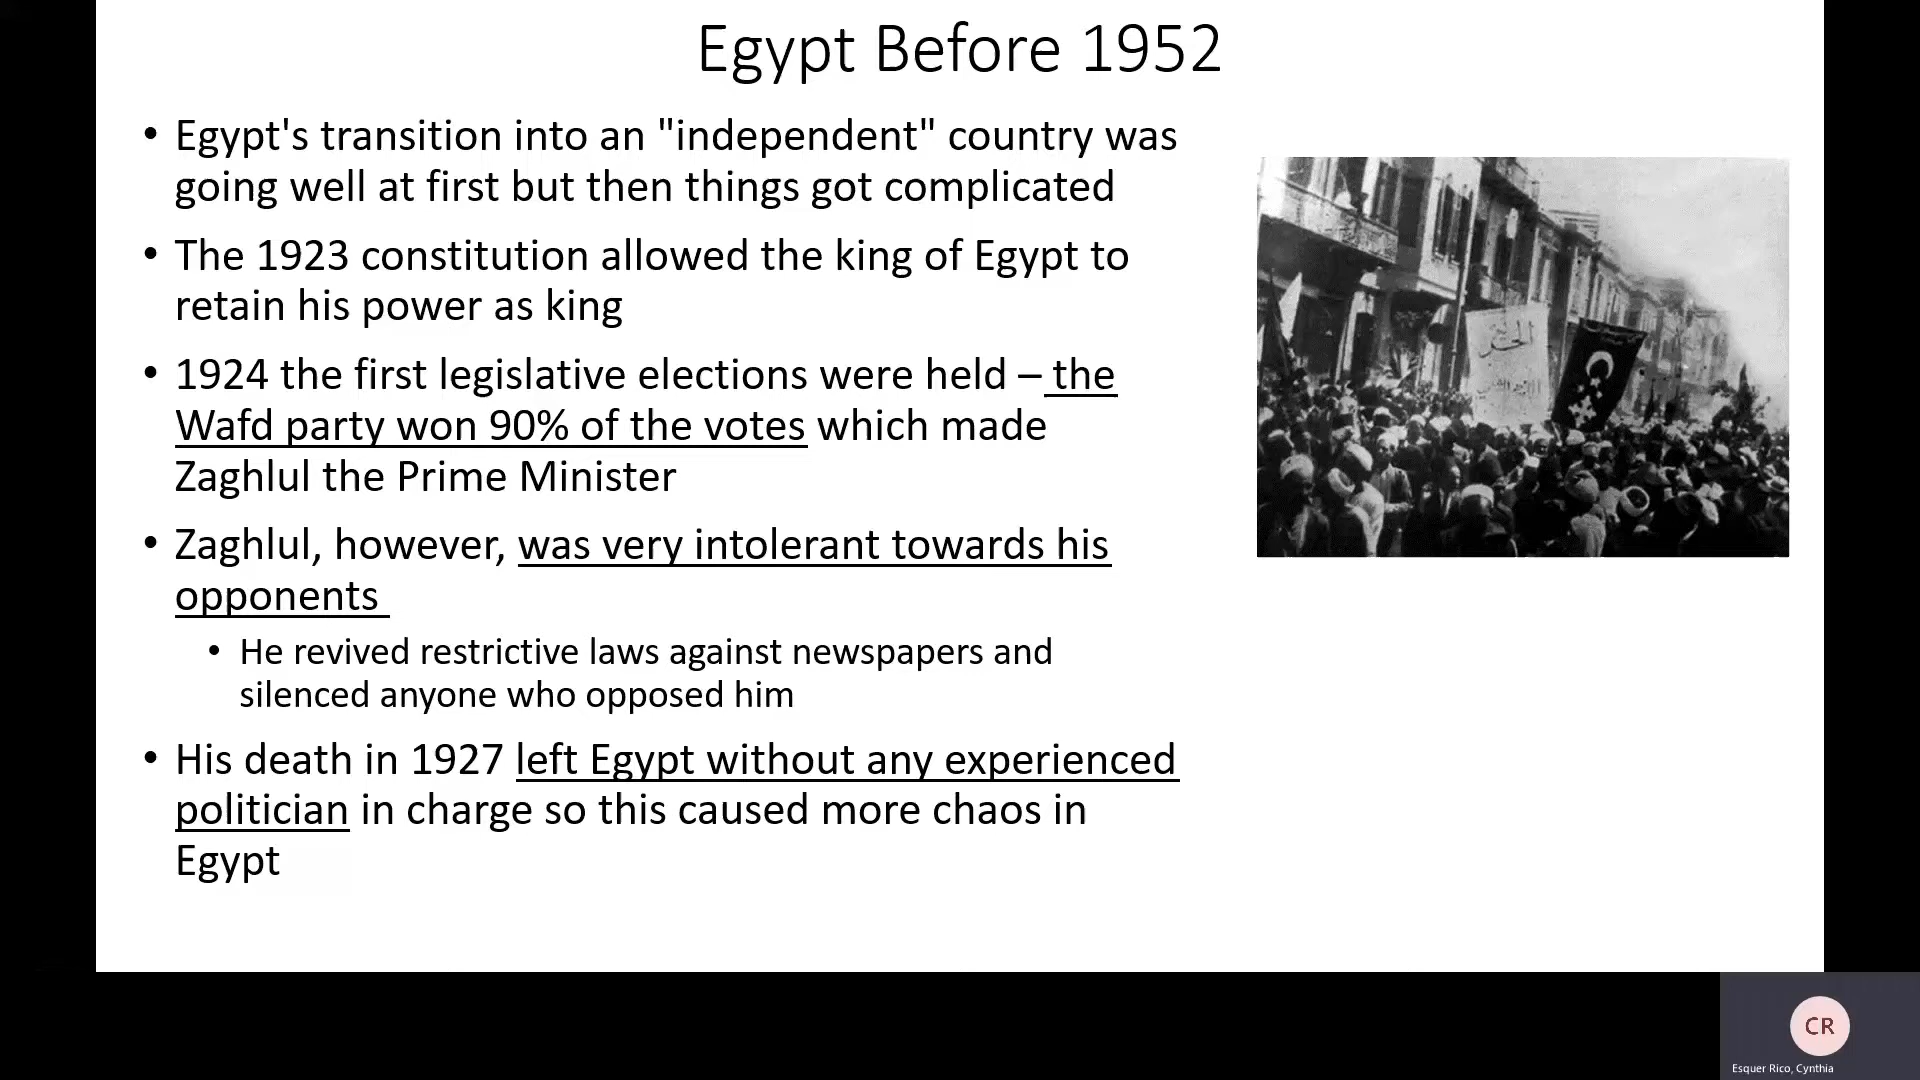 Egypt Before 1952
• Egypt's transition into an "independent" country was
going well at first but then things got complicated
• The 1923 constitution allowed the king of Egypt to
retain his power as king
• 1924 the first legislative elections were held – the
Wafd party won 90% of the votes which made
Zaghlul the Prime Minister
• Zaghlul, however, was very intolerant towards his
opponents
• He revived restrictive laws against newspapers and
silenced anyone who opposed him
• His death in 1927 left Egypt without any experienced
politician in charge so this caused more chaos in
Egypt
CR
Esquer Rico, Cynthia